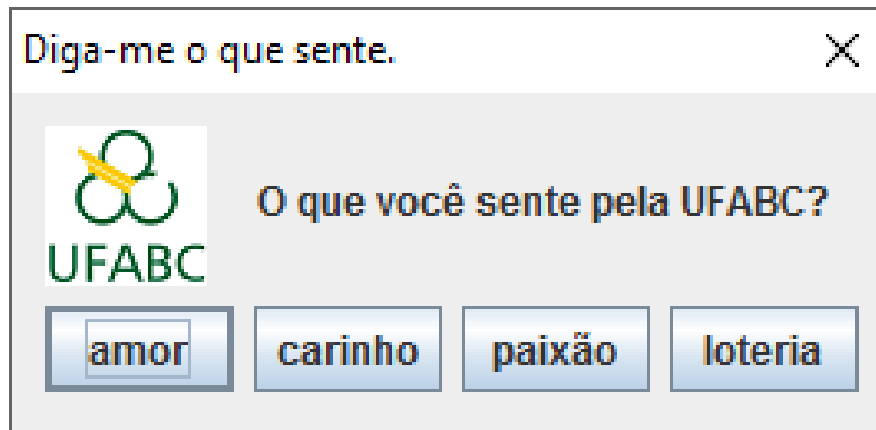 Diga-me o que sente.
O que você sente pela UFABC?
UFABC
amor carinho paixão loteria